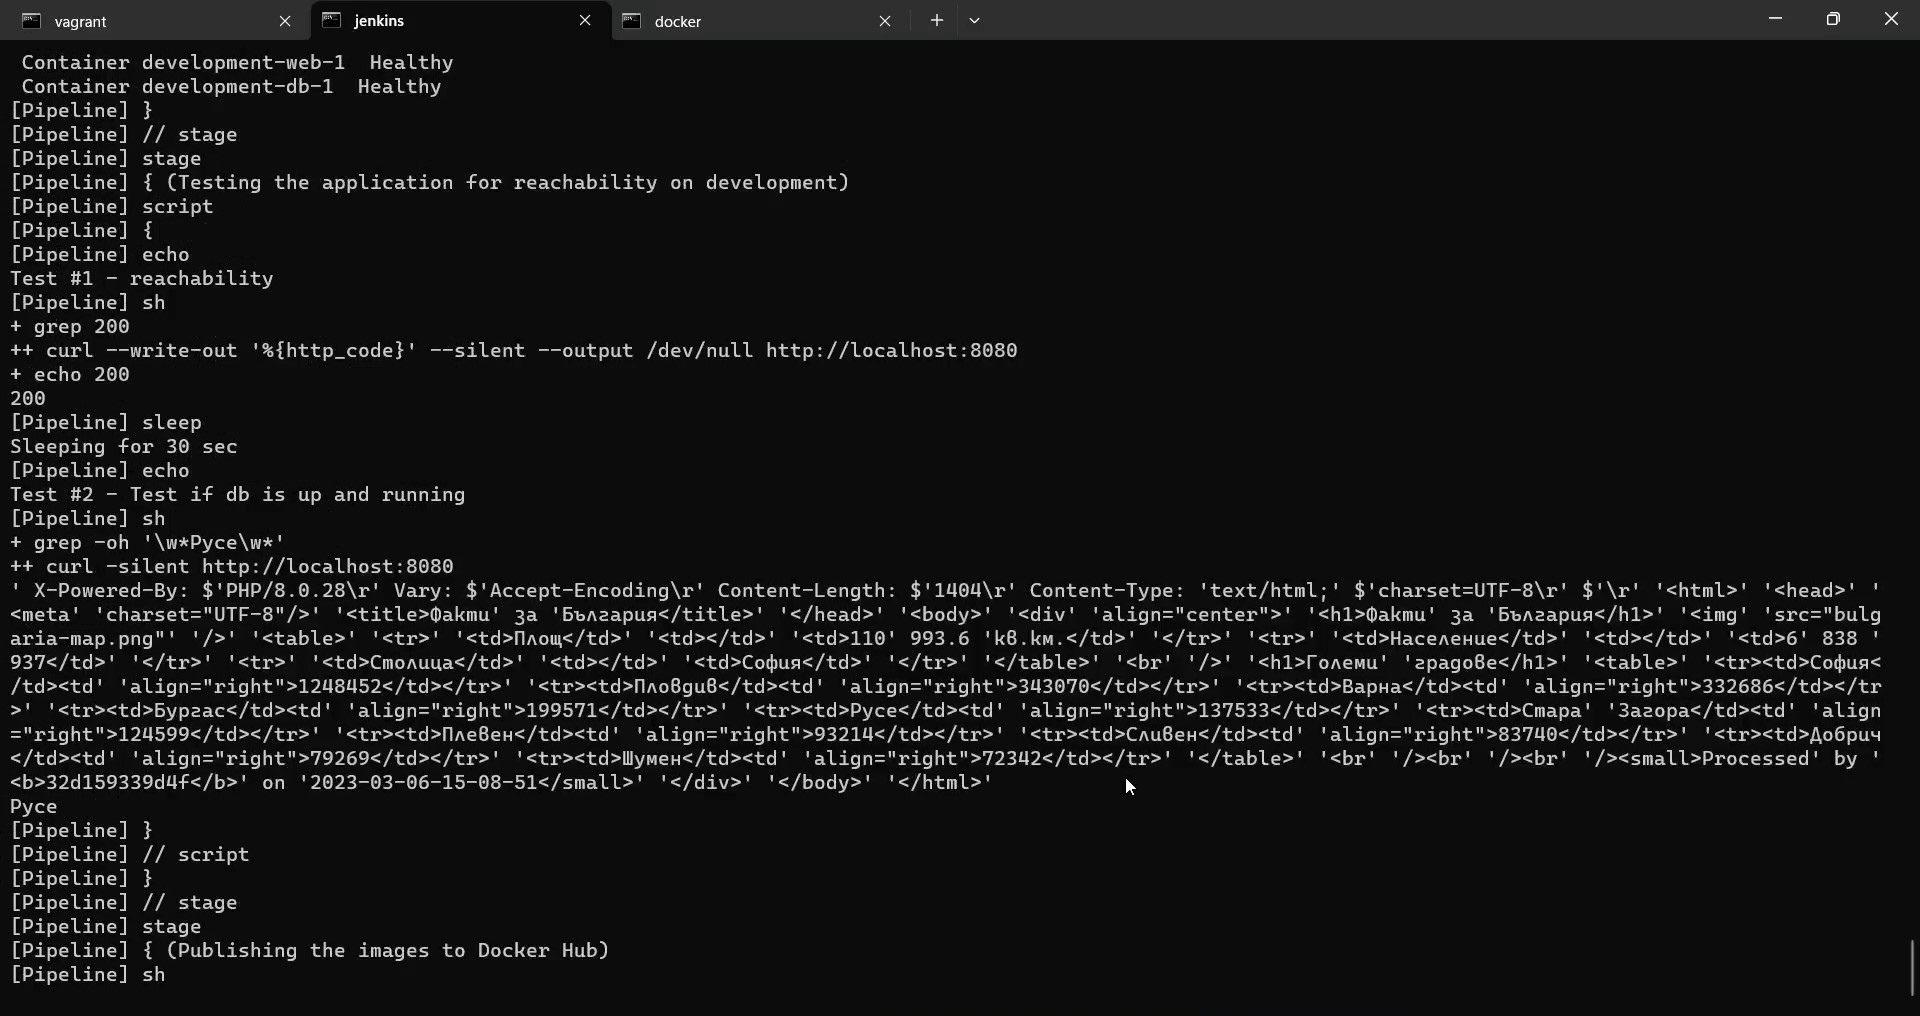 vagrant
jenkins
docker
Container development-web-1  Healthy
Container development-db-1  Healthy
[Pipeline] }
[Pipeline] // stage
[Pipeline] stage
[Pipeline] { (Testing the application for reachability on development)
[Pipeline] script
[Pipeline] {
[Pipeline] echo
Test #1 - reachability
[Pipeline] sh
+ grep 200
++ curl --write-out '%{http_code}' --silent --output /dev/null http://localhost:8080
+ echo 200
200
[Pipeline] sleep
Sleeping for 30 sec
[Pipeline] echo
Test #2 - Test if db is up and running
[Pipeline] sh
+ grep -oh '\w*Русе\w*'
++ curl -silent http://localhost:8080
' X-Powered-By: $'PHP/8.0.28\r' Vary: $'Accept-Encoding\r' Content-Length: $'1404\r' Content-Type: 'text/html;' $'charset=UTF-8\r' $'\r' '<html>' '<head>' '
<meta' 'charset="UTF-8"/>' '<title>Факти' за 'България</title>' '</head>' '<body>' '<div' 'align="center">' '<h1>Факти' за 'България</h1>' '<img' 'src="bulg
aria-map.png"' '/>' '<table>' '<tr>' '<td>Площ</td>' '<td></td>' '<td>110' 993.6 'кв.км.</td>' '</tr>' '<tr>' '<td>Население</td>' '<td></td>' '<td>6' 838 '
937</td>' '</tr>' '<tr>' '<td>Столица</td>' '<td></td>' '<td>София</td>' '</tr>' '</table>' '<br' '/>' '<h1>Големи' 'градове</h1>' '<table>' '<tr><td>София<
/td><td' 'align="right">1248452</td></tr>' '<tr><td>Пловдив</td><td' 'align="right">343070</td></tr>' '<tr><td>Варна</td><td' 'align="right">332686</td></tr
>' '<tr><td>Бургас</td><td' 'align="right">199571</td></tr>' '<tr><td>Русе</td><td' 'align="right">137533</td></tr>' '<tr><td>Стара' 'Загора</td><td' 'align
="right">124599</td></tr>' '<tr><td>Плевен</td><td' 'align="right">93214</td></tr>' '<tr><td>Сливен</td><td' 'align="right">83740</td></tr>' '<tr><td>Добрич
</td><td' 'align="right">79269</td></tr>' '<tr><td>Шумен</td><td' 'align="right">72342</td></tr>' '</table>' '<br' '/><br' '/><br' '/><small>Processed' by '
<b>32d159339d4f</b>' on '2023-03-06-15-08-51</small>' '</div>' '</body>' '</html>'
Русе
[Pipeline] }
[Pipeline] // script
[Pipeline] }
[Pipeline] // stage
[Pipeline] stage
[Pipeline] { (Publishing the images to Docker Hub)
[Pipeline] sh